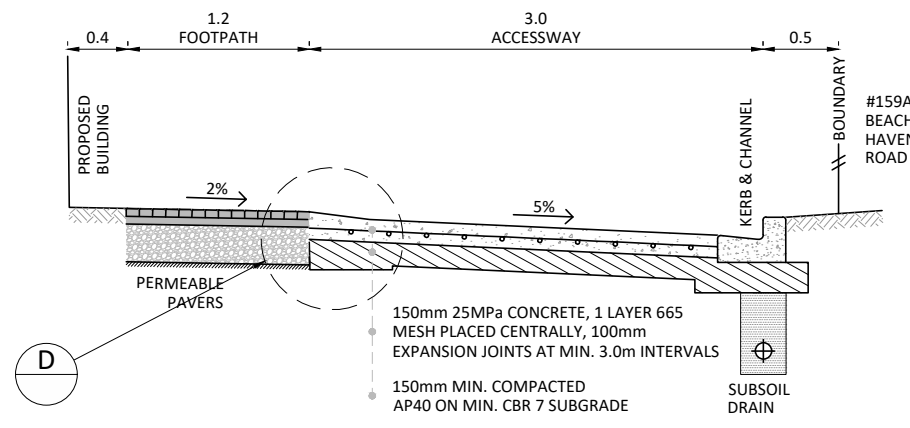 0.4
1.2
FOOTPATH
3.0
ACCESSWAY
0.5
PROPOSED
BUILDING
KERB & CHANNEL
BOUNDARY
#159A
BEACH
HAVEN
ROAD
2%
5%
PERMEABLE
PAVERS
D
150mm 25MPa CONCRETE, 1 LAYER 665
MESH PLACED CENTRALLY, 100mm
EXPANSION JOINTS AT MIN. 3.0m INTERVALS
150mm MIN. COMPACTED
AP40 ON MIN. CBR 7 SUBGRADE
SUBSOIL
DRAIN